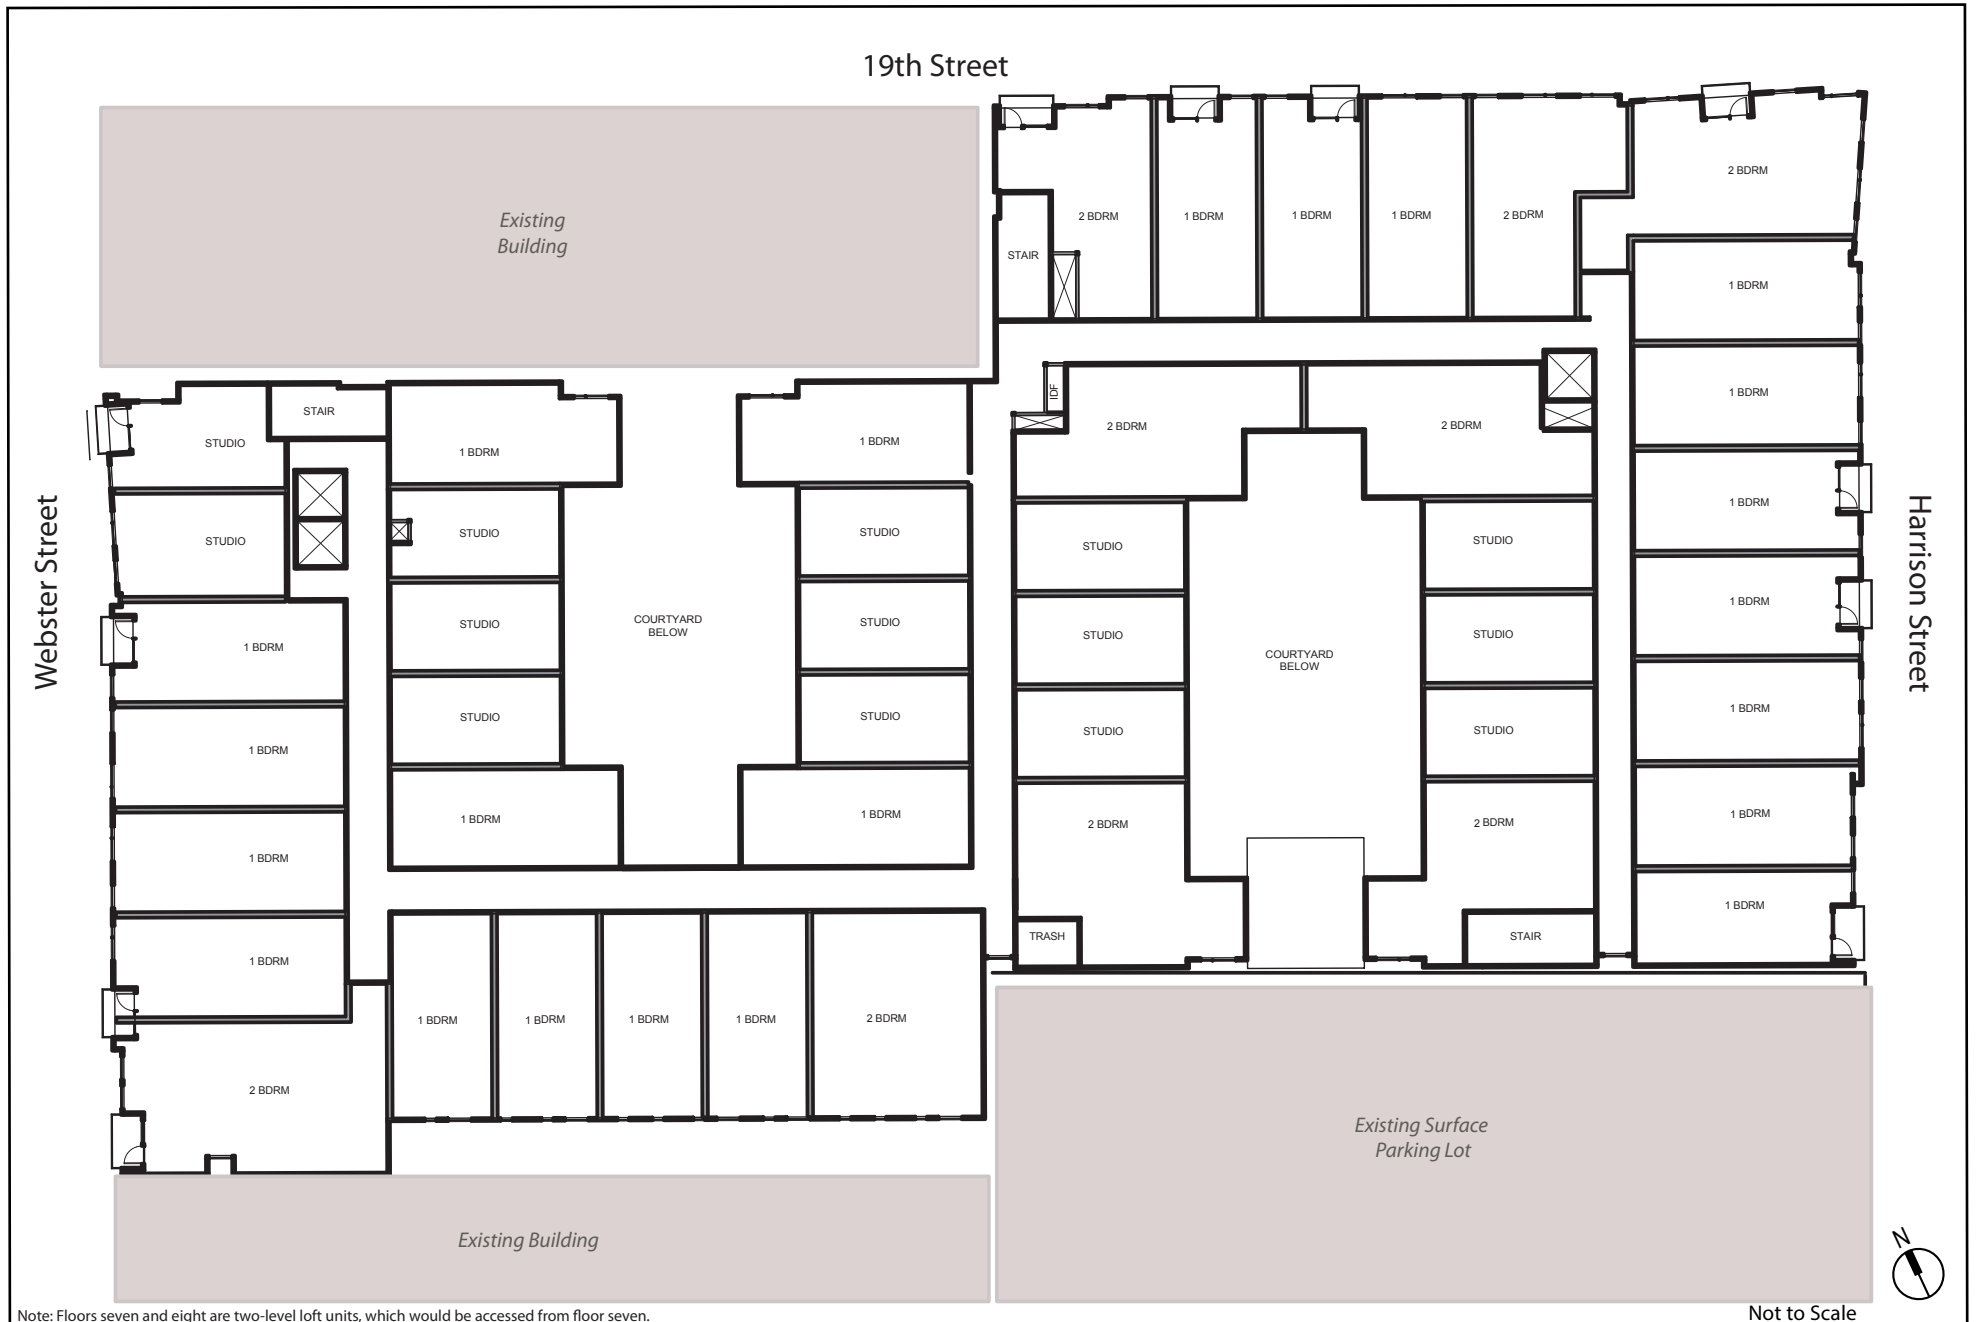 19th Street
Existing
Building
2 BDRM
2 BDRM
1 BDRM
1 BDRM
1 BDRM
2 BDRM
STAIR
1 BDRM
IDF
1 BDRM
STAIR
2 BDRM
2 BDRM
STUDIO
1 BDRM
1 BDRM
1 BDRM
Webster Street
Harrison Street
STUDIO
STUDIO
STUDIO
STUDIO
STUDIO
1 BDRM
STUDIO
STUDIO
COURTYARD
BELOW
STUDIO
STUDIO
1 BDRM
1 BDRM
COURTYARD
BELOW
STUDIO
STUDIO
STUDIO
STUDIO
1 BDRM
1 BDRM
1 BDRM
1 BDRM
2 BDRM
2 BDRM
1 BDRM
1 BDRM
1 BDRM
TRASH
STAIR
1 BDRM
1 BDRM
1 BDRM
1 BDRM
1 BDRM
2 BDRM
2 BDRM
Existing Surface
Parking Lot
Existing Building
N
Note: Floors seven and eight are two-level loft units, which would be accessed from floor seven.
Not to Scale